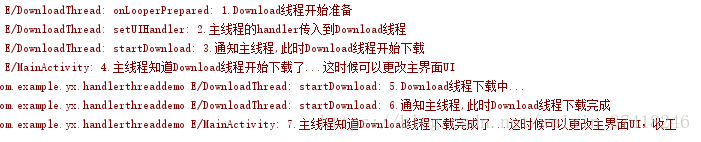 E/DownloadThread: onLooperPrepared: 1.Download线程开始准备
E/DownloadThread: setUIHandler: 2.主线程的handler传入到Download线程
E/DownloadThread: startDownload: 3.通知主线程,此时Download线程开始下载
E/MainActivity: 4.主线程知道Download线程开始下载了...这时候可以更改主界面UI
om.example.yx.handlerthreaddemo E/DownloadThread: startDownload: 5.Download线程下载中...
om.example.yx.handlerthreaddemo E/DownloadThread: startDownload: 6.通知主线程,此时Download线程下载完成
om.example.yx.handlerthreaddemo E/MainActivity: 7.主线程知道Download线程下载完成了...这时候可以更改主界面UI，收工